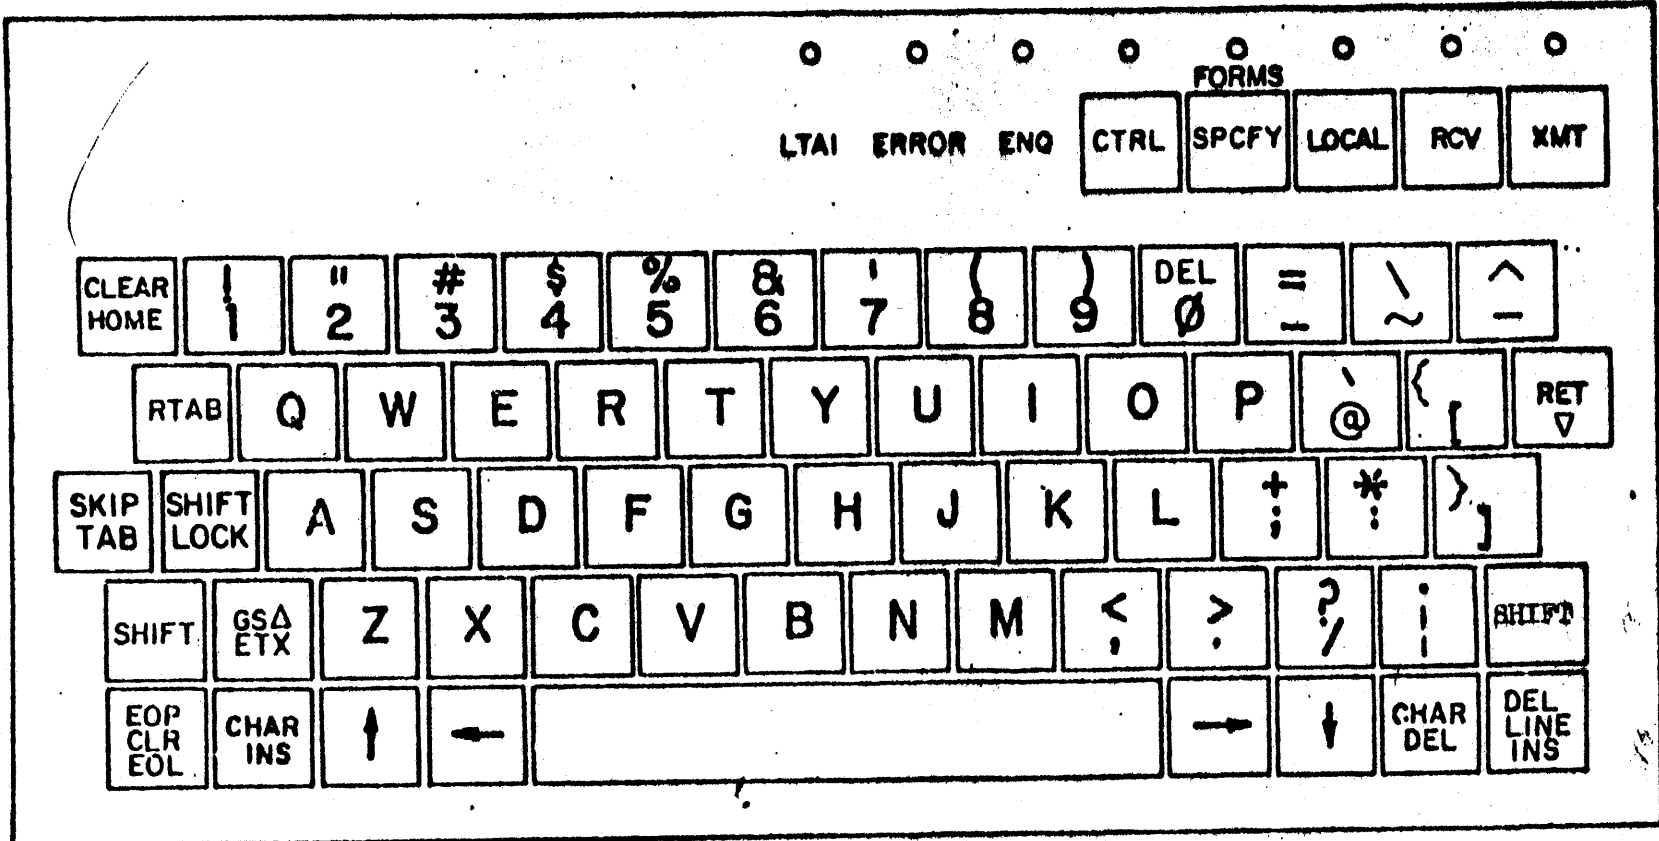 FORMS
LTAI ERROR ENQ CTRL SPCFY LOCAL RCV XMT
CLEAR ! " # $ % & ' ( ) DEL = \ ^
HOME 1 2 3 4 5 6 7 8 9 Ø _ ~ –
RTAB Q W E R T Y U I O P ` @ { [ RET ▽
SKIP SHIFT A S D F G H J K L + * }
TAB LOCK ; : ]
SHIFT GS△ Z X C V B N M < > ? ¦ SHIFT
ETX , . /
EOP CHAR ↑ ← → ↓ CHAR DEL
CLR INS DEL LINE
EOL INS